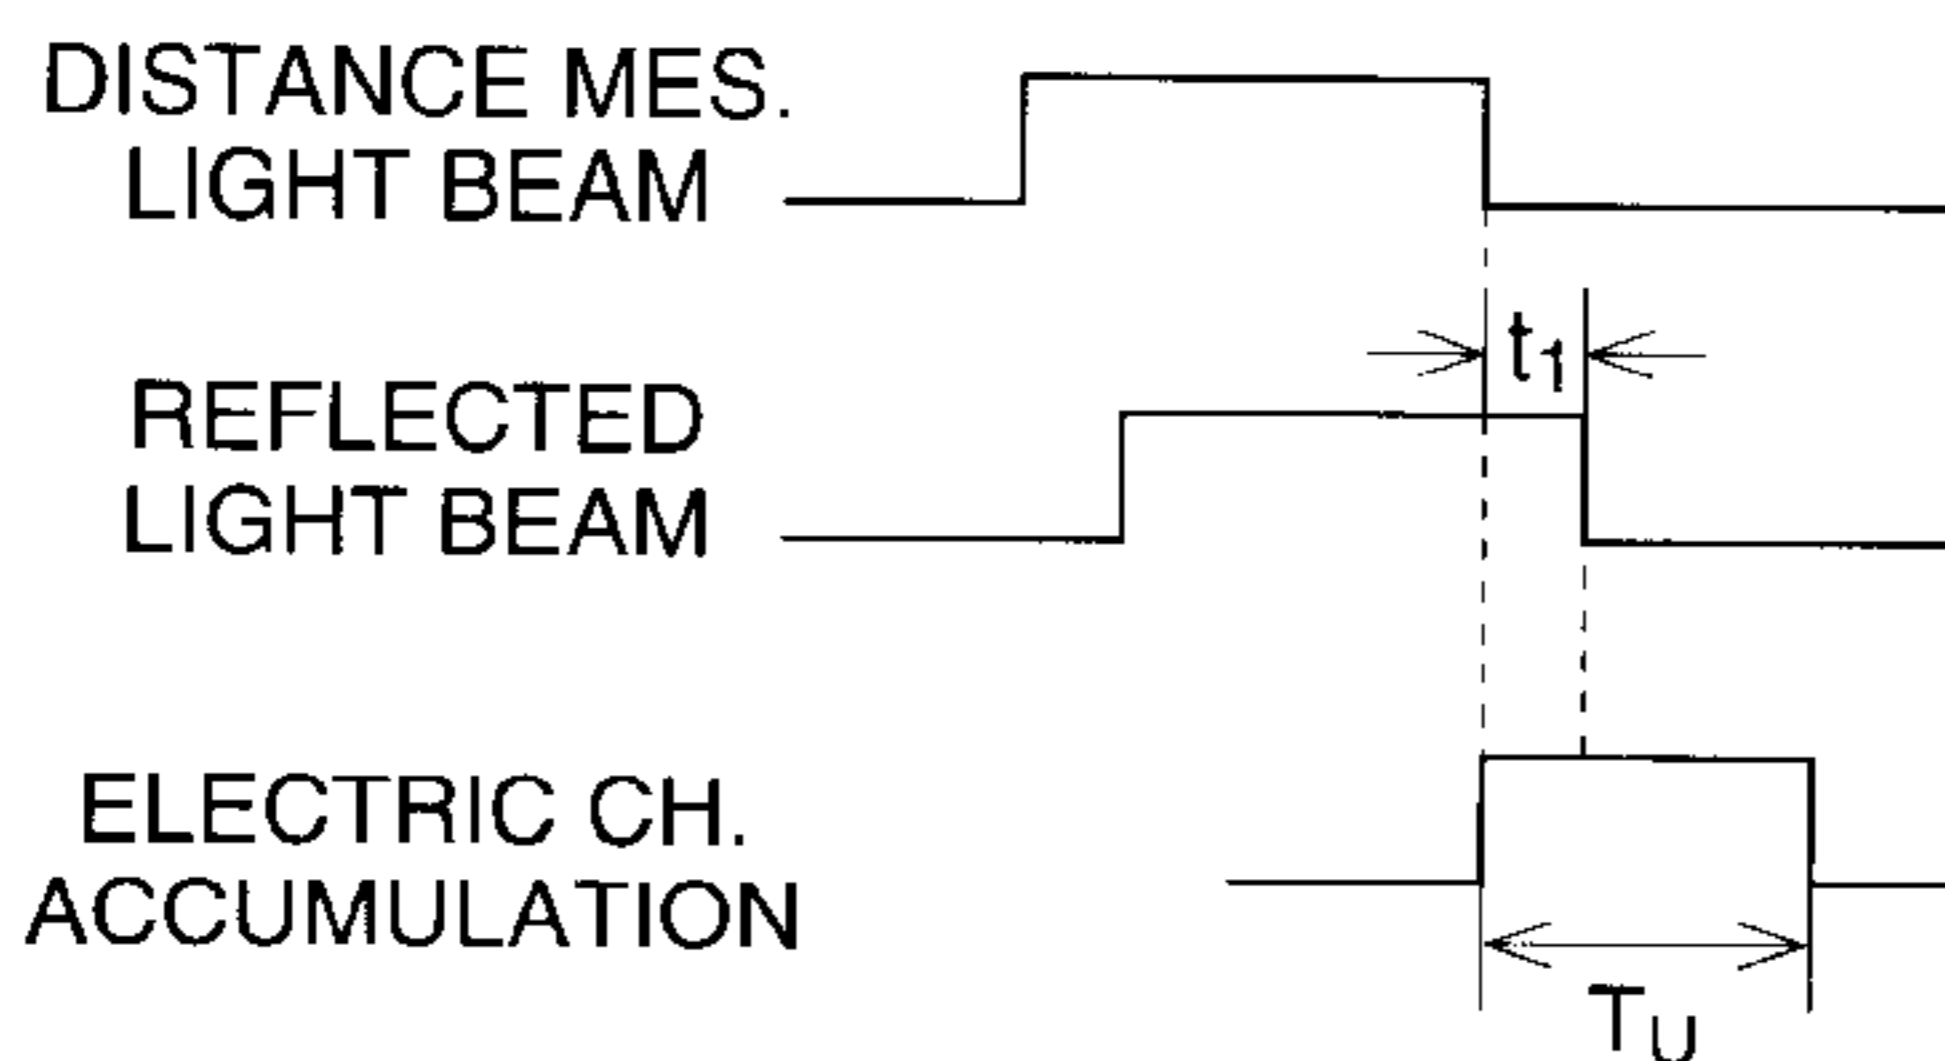 DISTANCE MES.
LIGHT BEAM
t1
REFLECTED
LIGHT BEAM
ELECTRIC CH.
ACCUMULATION
TU